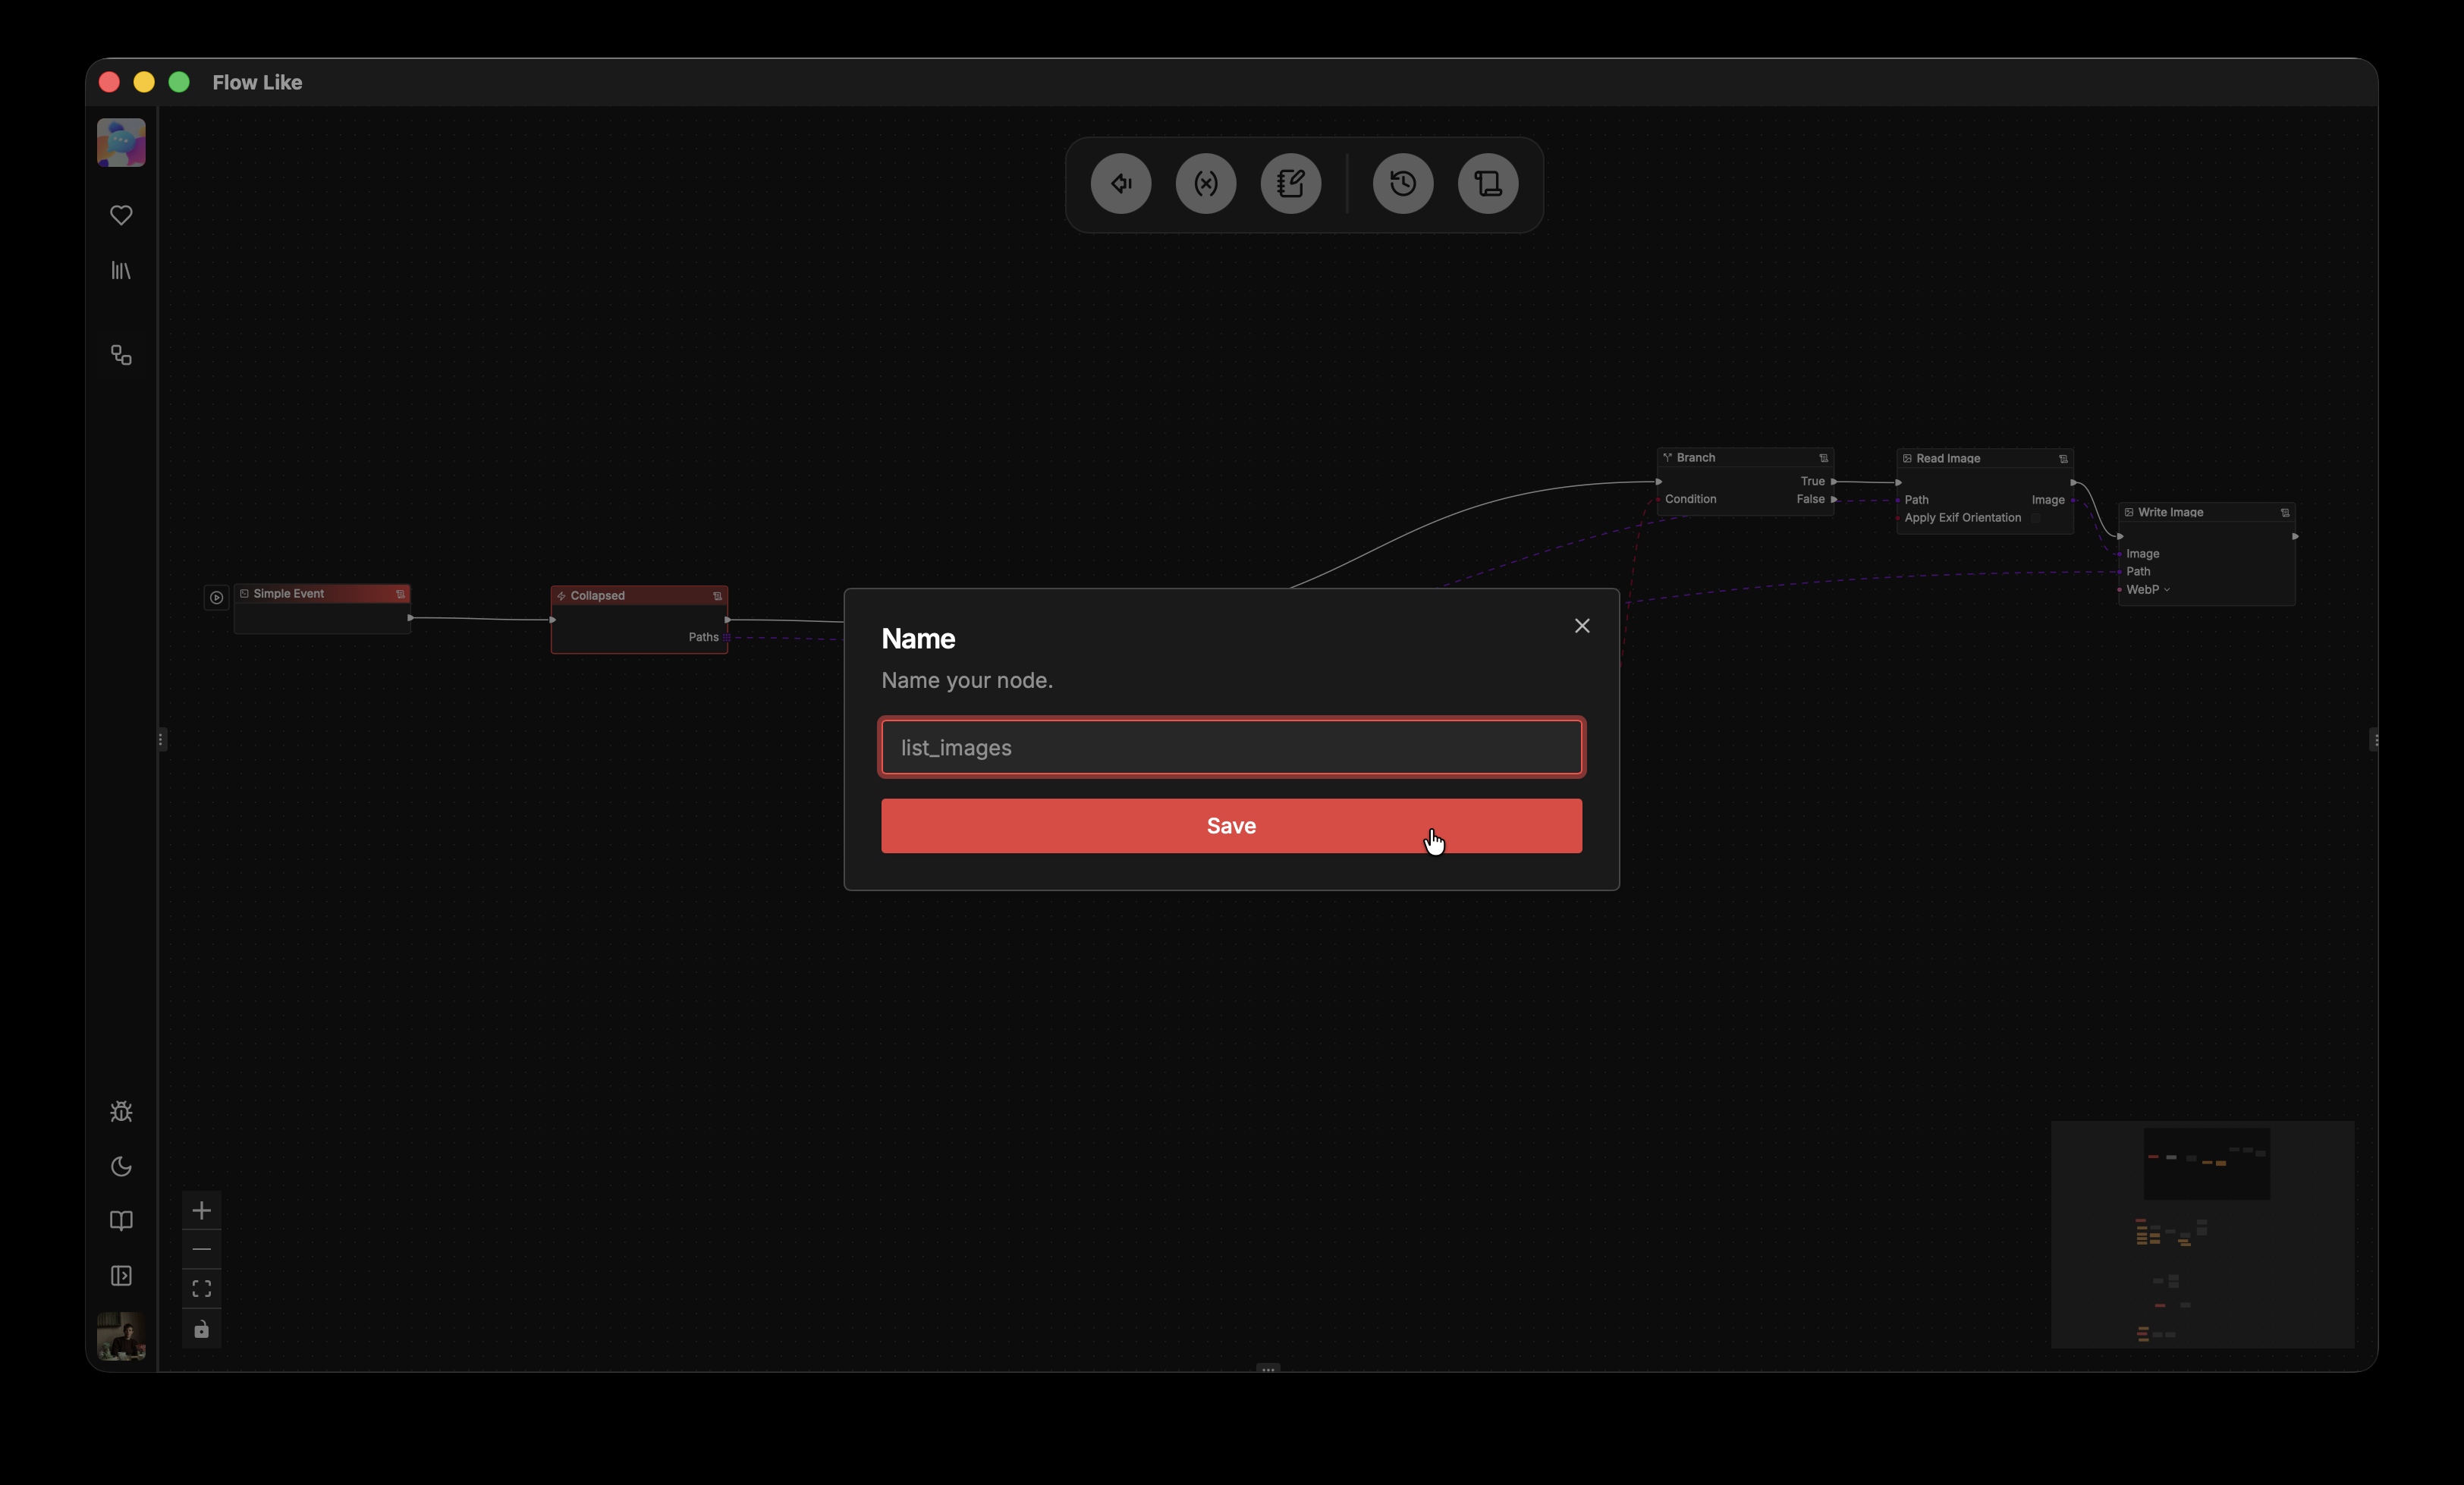 Flow Like
Branch
True
Condition
False
Read Image
Path
Image
Apply Exif Orientation
Write Image
Image
Path
WebP
Simple Event
Collapsed
Paths
Name
Name your node.
list_images
Save